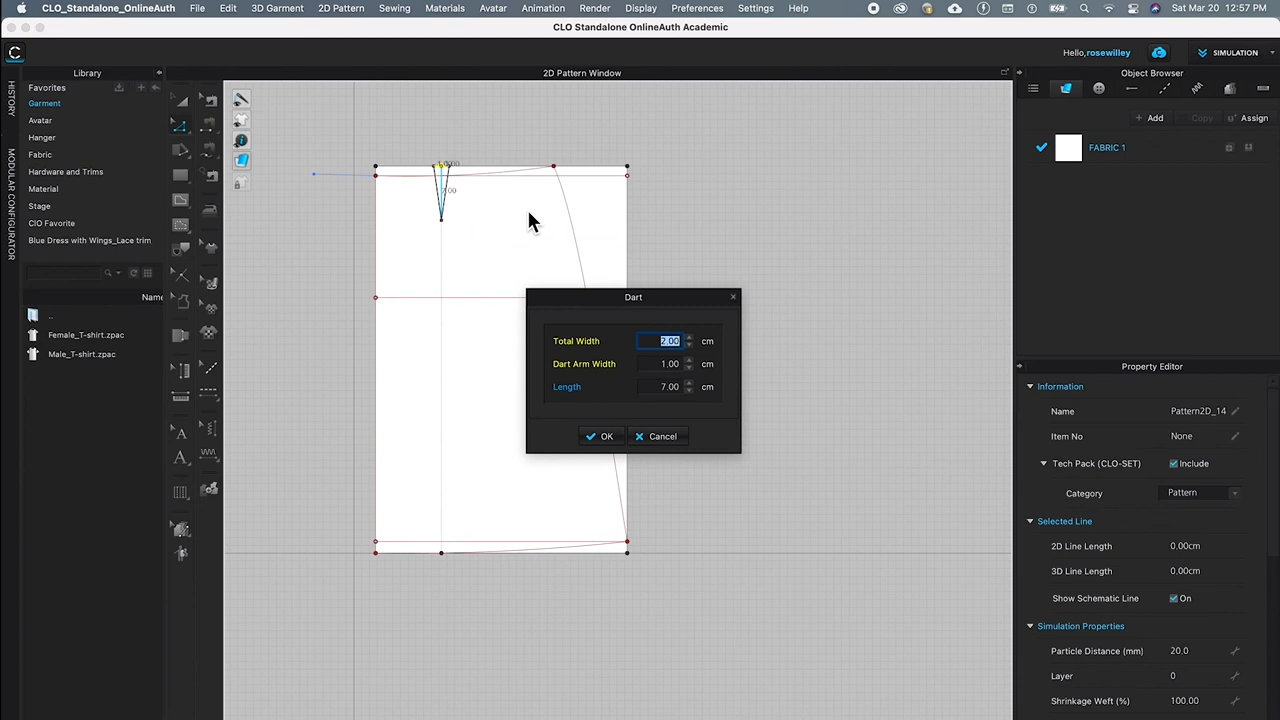 CLO_Standalone_OnlineAuth File Edit 3D Garment 2D Pattern Sewing Materials Avatar Animation Render Display Preferences Settings Help Sat Mar 20 12:57 PM
CLO Standalone OnlineAuth Academic
Hello, rosewilley SIMULATION
Library 2D Pattern Window Object Browser
HISTORY
MODULAR CONFIGURATOR
Favorites
Garment
Avatar
Hanger
Fabric
Hardware and Trims
Material
Stage
ClO Favorite
Blue Dress with Wings_Lace trim
Name
..
Female_T-shirt.zpac
Male_T-shirt.zpac
Dart
Total Width 2.00 cm
Dart Arm Width 1.00 cm
Length 7.00 cm
OK Cancel
Add Copy Assign
FABRIC 1
Property Editor
Information
Name Pattern2D_14
Item No None
Tech Pack (CLO-SET) Include
Category Pattern
Selected Line
2D Line Length 0.00cm
3D Line Length 0.00cm
Show Schematic Line On
Simulation Properties
Particle Distance (mm) 20.0
Layer 0
Shrinkage Weft (%) 100.00